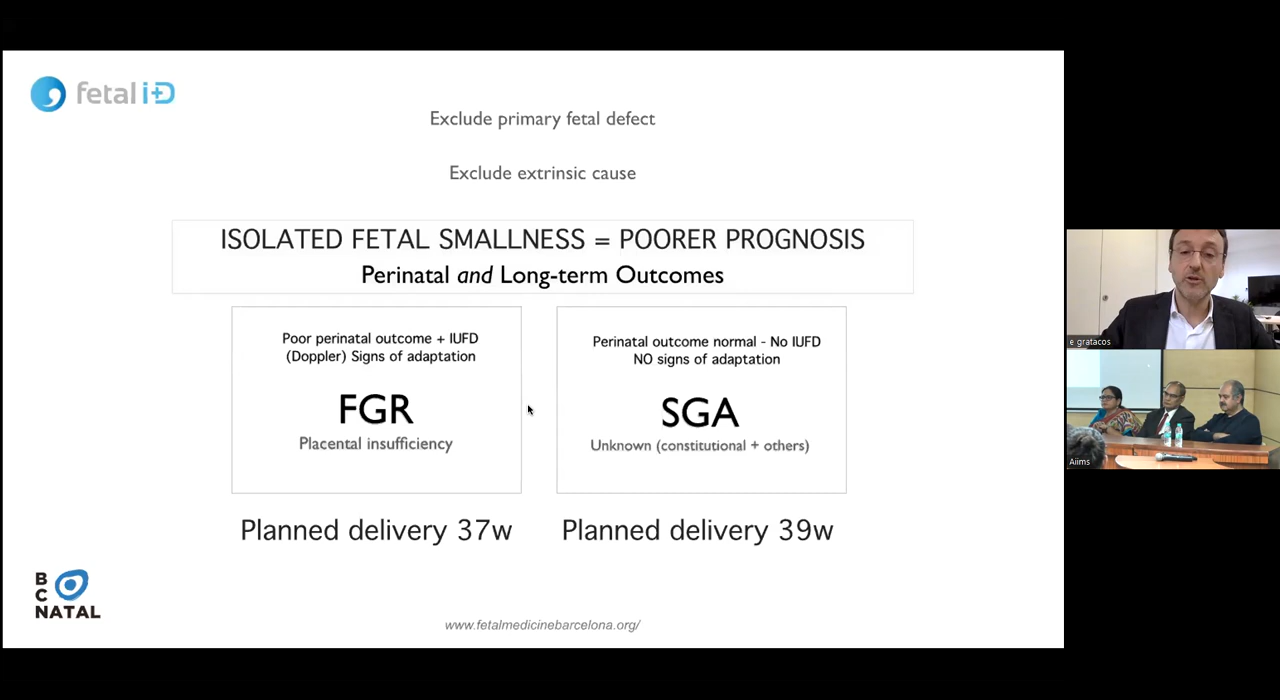 fetal i+D
Exclude primary fetal defect
Exclude extrinsic cause
ISOLATED FETAL SMALLNESS = POORER PROGNOSIS
Perinatal and Long-term Outcomes
Poor perinatal outcome + IUFD
(Doppler) Signs of adaptation
FGR
Placental insufficiency
Planned delivery 37w
Perinatal outcome normal - No IUFD
NO signs of adaptation
SGA
Unknown (constitutional + others)
Planned delivery 39w
B
C
NATAL
www.fetalmedicinebarcelona.org/
e gratacos
Aiims